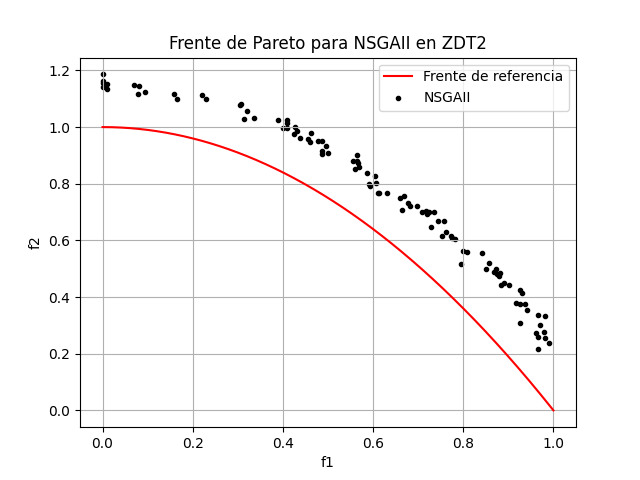 Frente de Pareto para NSGAII en ZDT2
Frente de referencia
NSGAII
f2
1.2
1.0
0.8
0.6
0.4
0.2
0.0
0.0 0.2 0.4 0.6 0.8 1.0
f1